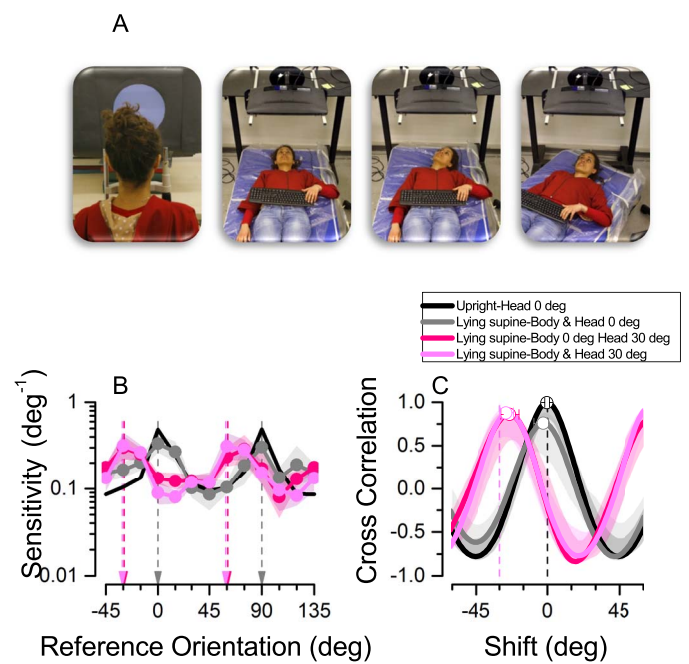 A
Upright-Head 0 deg
Lying supine-Body & Head 0 deg
Lying supine-Body 0 deg Head 30 deg
Lying supine-Body & Head 30 deg
B
Sensitivity (deg-1)
1
0.1
0.01
-45 0 45 90 135
Reference Orientation (deg)
C
Cross Correlation
1.0
0.5
0.0
-0.5
-1.0
-45 0 45
Shift (deg)